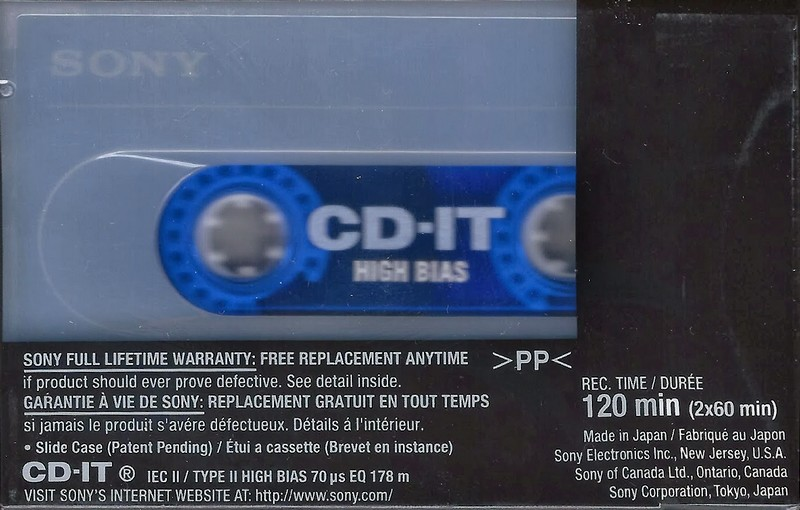 SONY
CD-IT
HIGH BIAS
SONY FULL LIFETIME WARRANTY: FREE REPLACEMENT ANYTIME
if product should ever prove defective. See detail inside.
GARANTIE À VIE DE SONY: REPLACEMENT GRATUIT EN TOUT TEMPS
si jamais le produit s'avére défectueux. Détails á l'intérieur.
• Slide Case (Patent Pending) / Étui a cassette (Brevet en instance)
CD-IT ® IEC II / TYPE II HIGH BIAS 70 µs EQ 178 m
VISIT SONY'S INTERNET WEBSITE AT: http://www.sony.com/
>PP<
REC. TIME / DURÉE
120 min (2x60 min)
Made in Japan / Fabriqué au Japon
Sony Electronics Inc., New Jersey, U.S.A.
Sony of Canada Ltd., Ontario, Canada
Sony Corporation, Tokyo, Japan